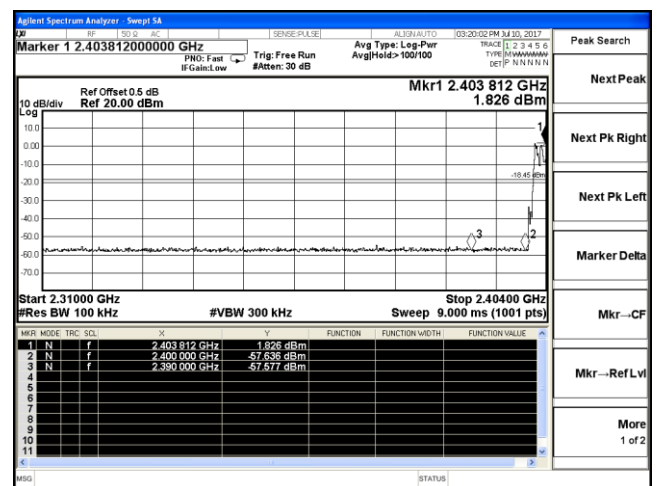 Agilent Spectrum Analyzer - Swept SA
RF 50 Ω AC SENSE:PULSE ALIGNAUTO 03:20:02 PM Jul 10, 2017
Marker 1 2.403812000000 GHz
PNO: Fast
IFGain:Low
Trig: Free Run
#Atten: 30 dB
Avg Type: Log-Pwr
Avg|Hold:>100/100
TRACE 1 2 3 4 5 6
TYPE M
DET P N N N N N
Peak Search
Next Peak
Next Pk Right
Next Pk Left
Marker Delta
Mkr→CF
Mkr→Ref Lvl
More
1 of 2
Ref Offset 0.5 dB
10 dB/div Ref 20.00 dBm
Log
Mkr1 2.403 812 GHz
1.826 dBm
10.0
0.00
-10.0
-20.0
-30.0
-40.0
-50.0
-60.0
-70.0
1
-18.45 dBm
3
2
Start 2.31000 GHz Stop 2.40400 GHz
#Res BW 100 kHz #VBW 300 kHz Sweep 9.000 ms (1001 pts)
MKR MODE TRC SCL X Y FUNCTION FUNCTION WIDTH FUNCTION VALUE
1 N f 2.403 812 GHz 1.826 dBm
2 N f 2.400 000 GHz -57.636 dBm
3 N f 2.390 000 GHz -57.577 dBm
4
5
6
7
8
9
10
11
MSG STATUS